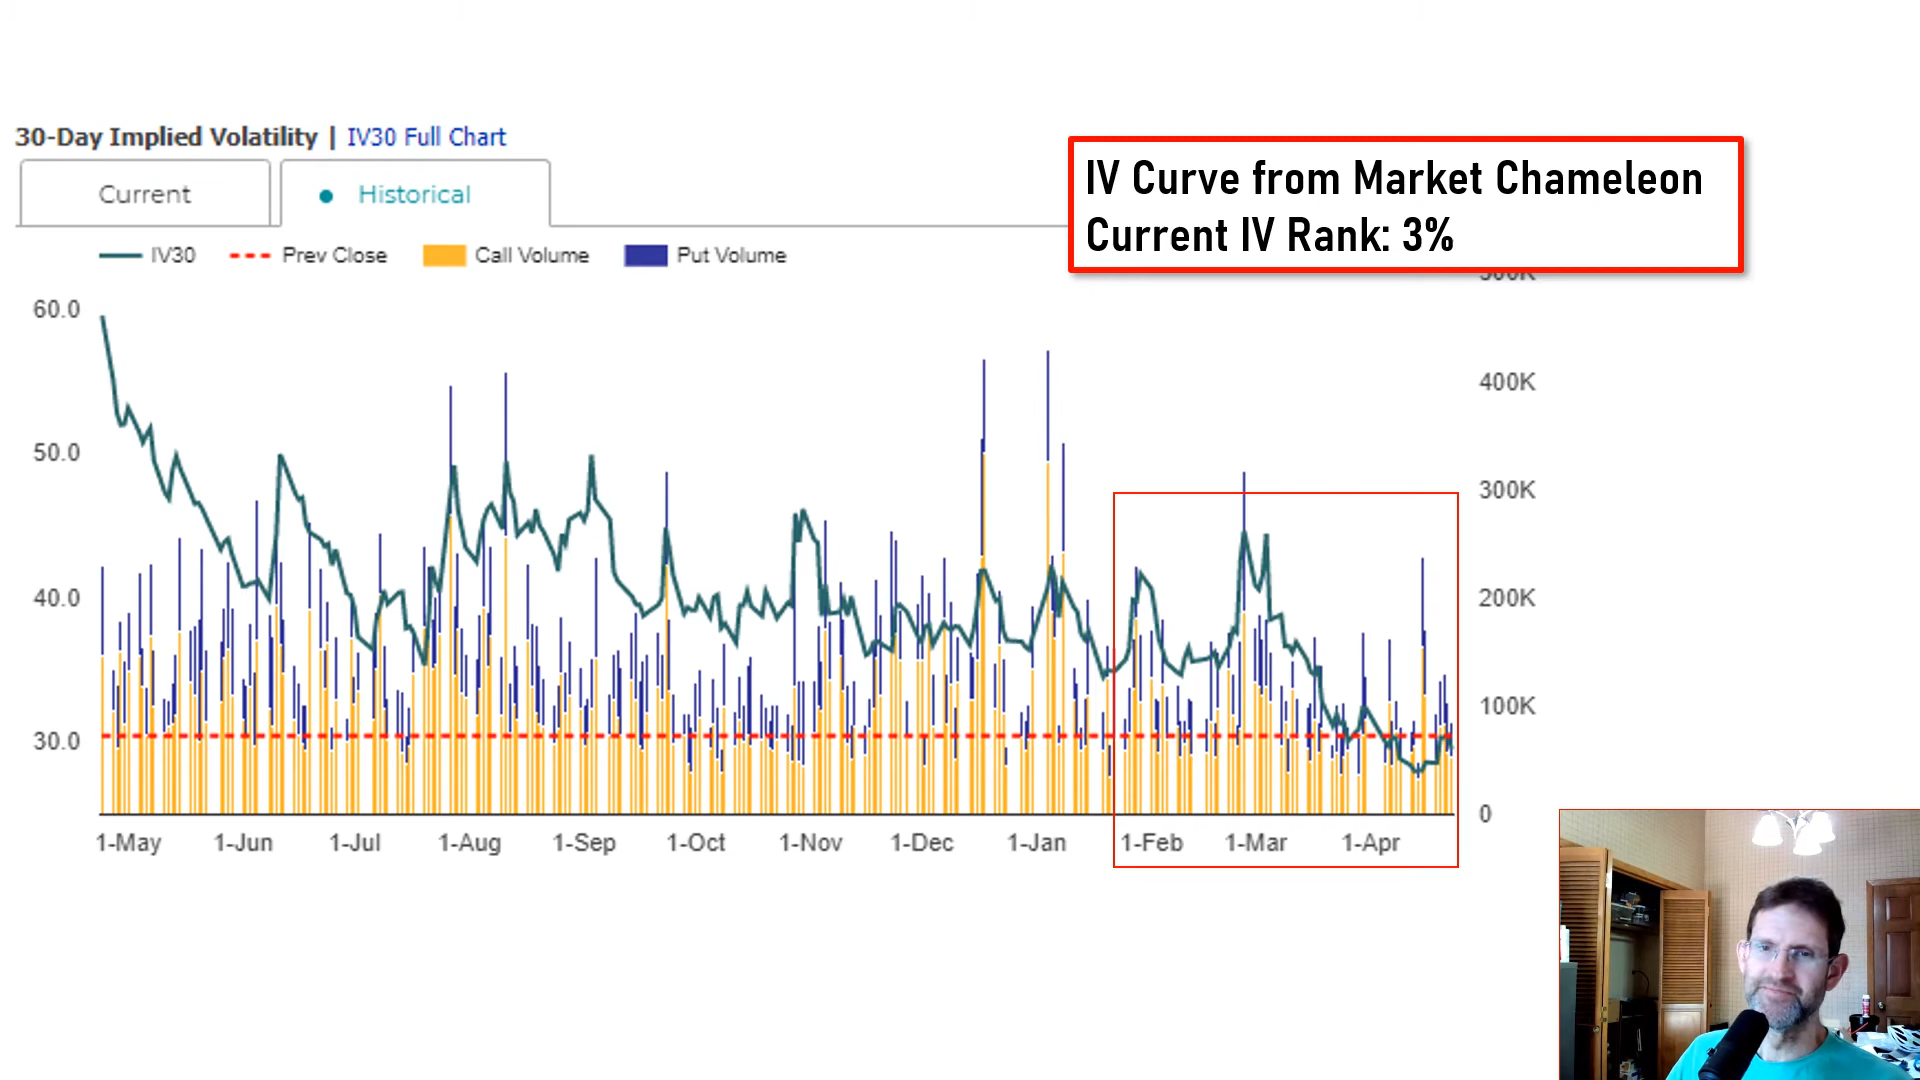 30-Day Implied Volatility | IV30 Full Chart
IV Curve from Market Chameleon
Current IV Rank: 3%
Current
Historical
IV30
Prev Close
Call Volume
Put Volume
60.0
50.0
40.0
30.0
400K
300K
200K
100K
0
1-May
1-Jun
1-Jul
1-Aug
1-Sep
1-Oct
1-Nov
1-Dec
1-Jan
1-Feb
1-Mar
1-Apr